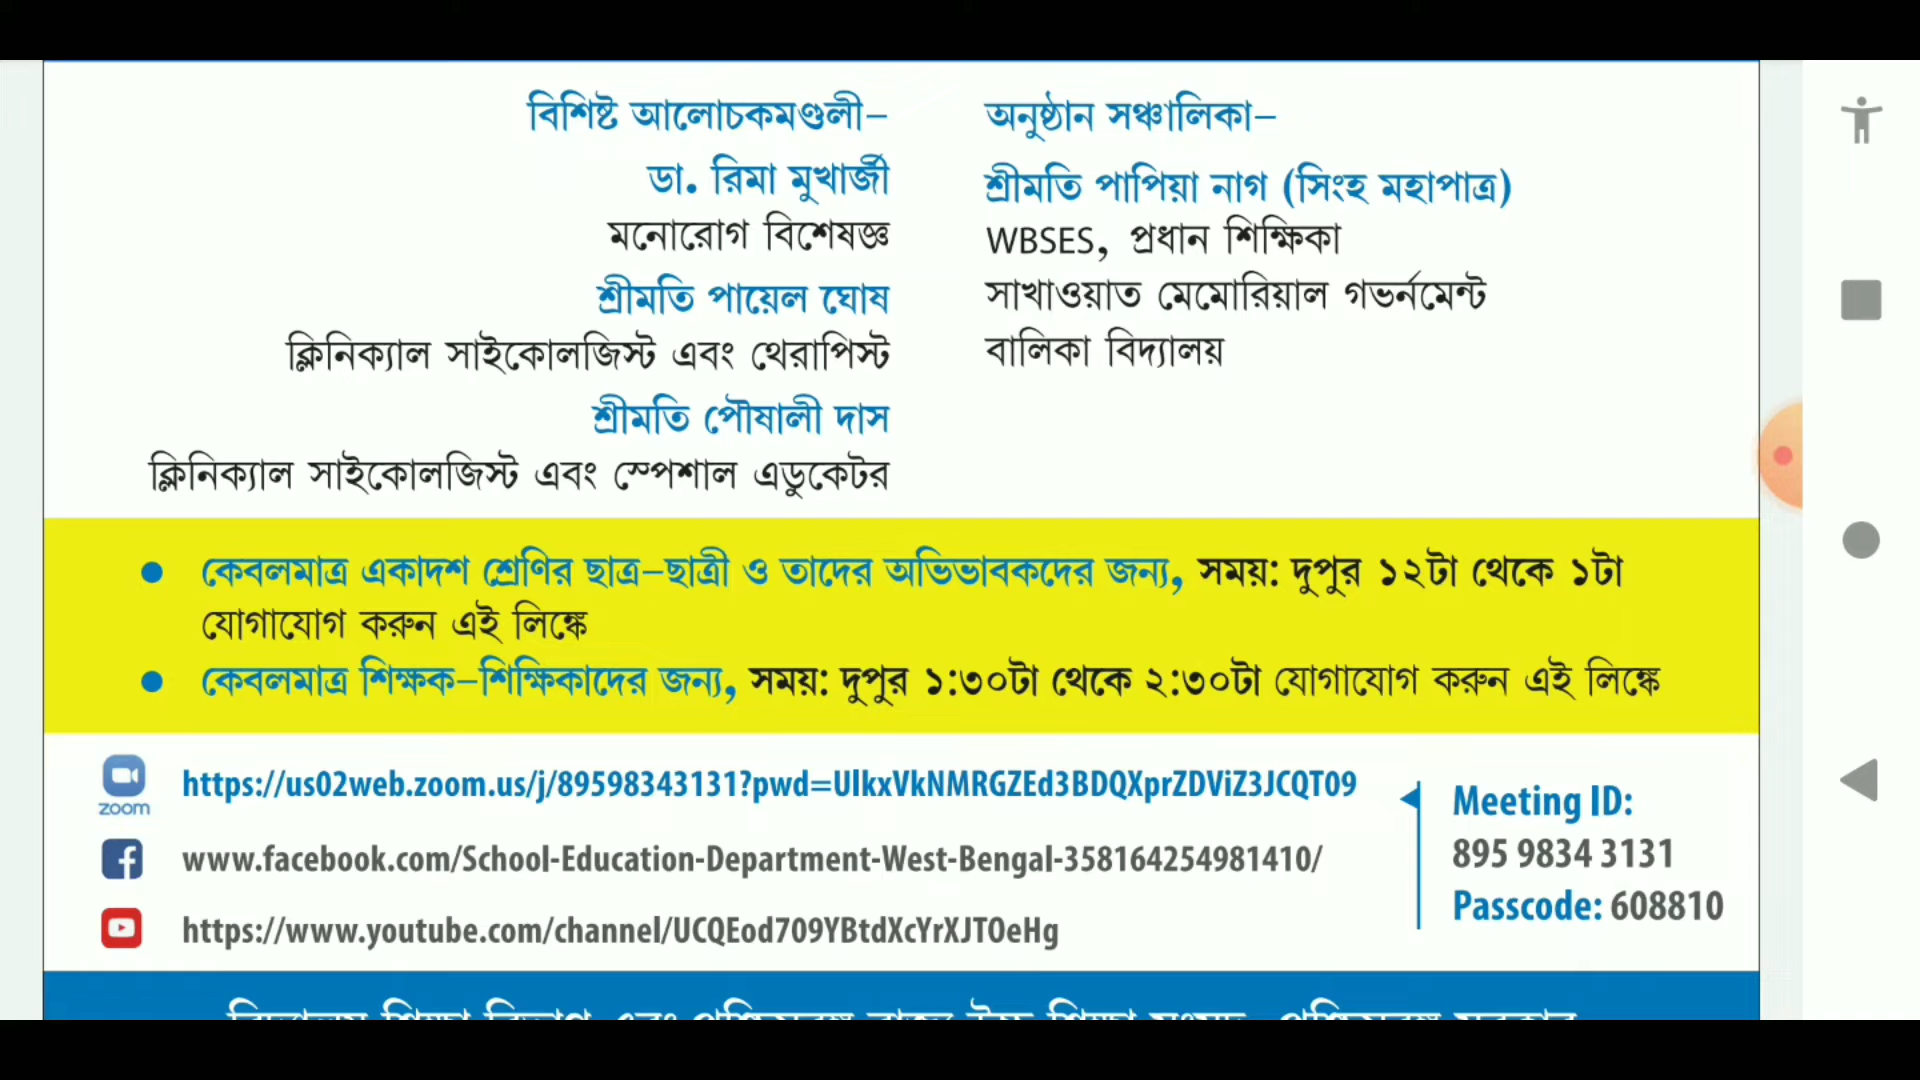 বিশিষ্ট আলোচকমণ্ডলী–
ডা. রিমা মুখার্জী
মনোরোগ বিশেষজ্ঞ
শ্রীমতি পায়েল ঘোষ
ক্লিনিক্যাল সাইকোলজিস্ট এবং থেরাপিস্ট
শ্রীমতি পৌষালী দাস
ক্লিনিক্যাল সাইকোলজিস্ট এবং স্পেশাল এডুকেটর
অনুষ্ঠান সঞ্চালিকা–
শ্রীমতি পাপিয়া নাগ (সিংহ মহাপাত্র)
WBSES, প্রধান শিক্ষিকা
সাখাওয়াত মেমোরিয়াল গভর্নমেন্ট
বালিকা বিদ্যালয়
● কেবলমাত্র একাদশ শ্রেণির ছাত্র–ছাত্রী ও তাদের অভিভাবকদের জন্য, সময়: দুপুর ১২টা থেকে ১টা
যোগাযোগ করুন এই লিঙ্কে
● কেবলমাত্র শিক্ষক–শিক্ষিকাদের জন্য, সময়: দুপুর ১:৩০টা থেকে ২:৩০টা যোগাযোগ করুন এই লিঙ্কে
zoom
https://us02web.zoom.us/j/89598343131?pwd=UlkxVkNMRGZEd3BDQXprZDViZ3JCQT09
www.facebook.com/School-Education-Department-West-Bengal-358164254981410/
https://www.youtube.com/channel/UCQEod709YBtdXcYrXJTOeHg
Meeting ID:
895 9834 3131
Passcode: 608810